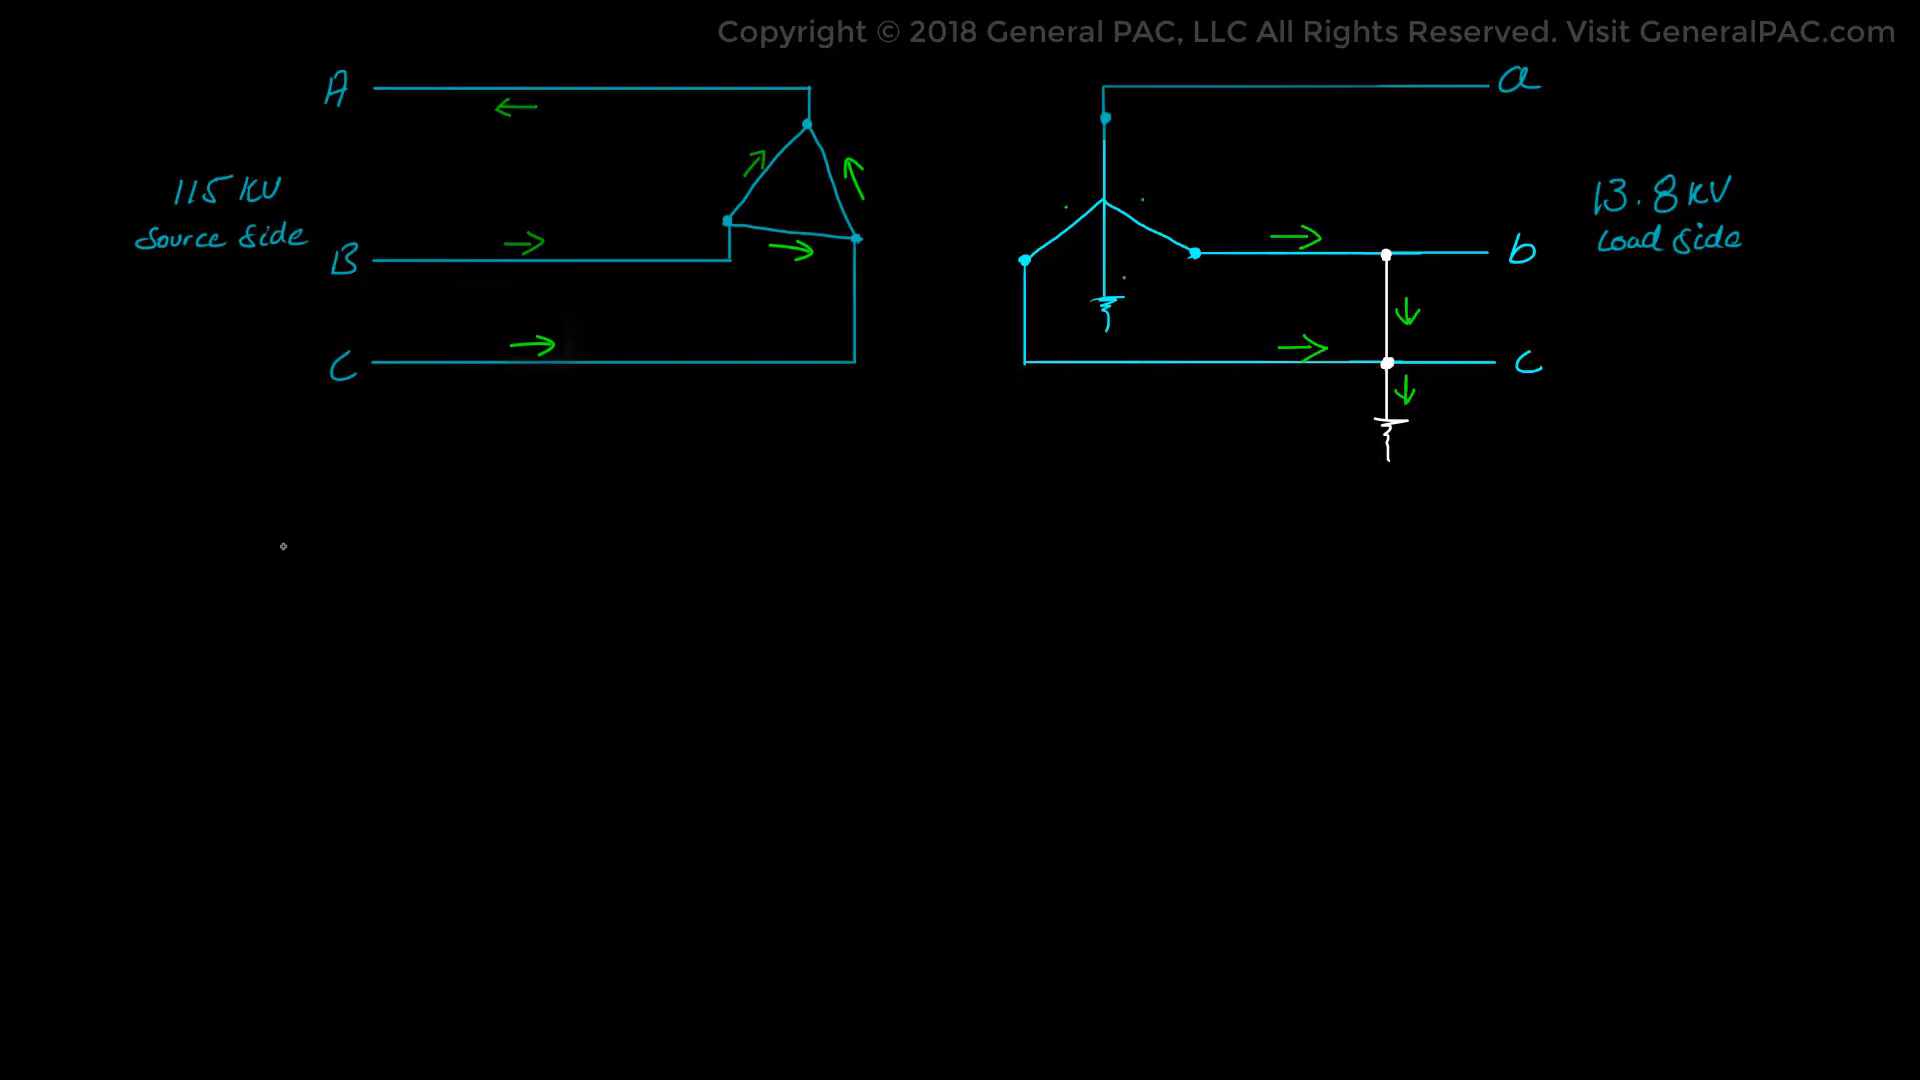 Copyright © 2018 General PAC, LLC All Rights Reserved. Visit GeneralPAC.com
A
a
115 KV
Source Side
13.8 KV
Load Side
B
b
C
c